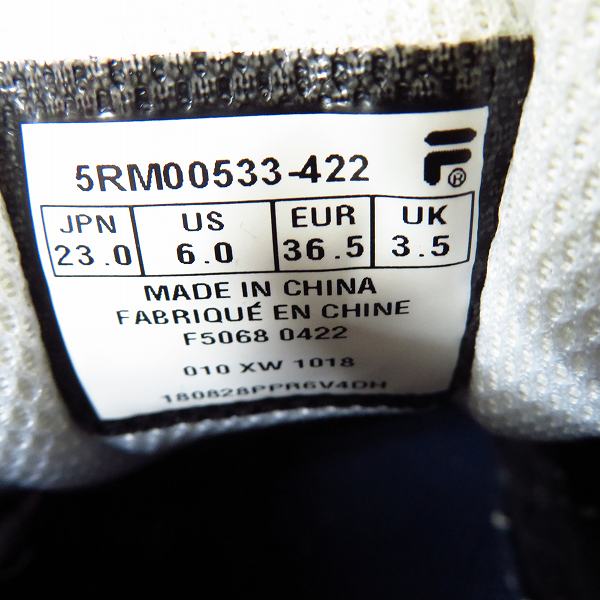 5RM00533-422
F®
JPN US EUR UK
23.0 6.0 36.5 3.5
MADE IN CHINA
FABRIQUÉ EN CHINE
F5068 0422
010 XW 1018
180828PPR6V4DH